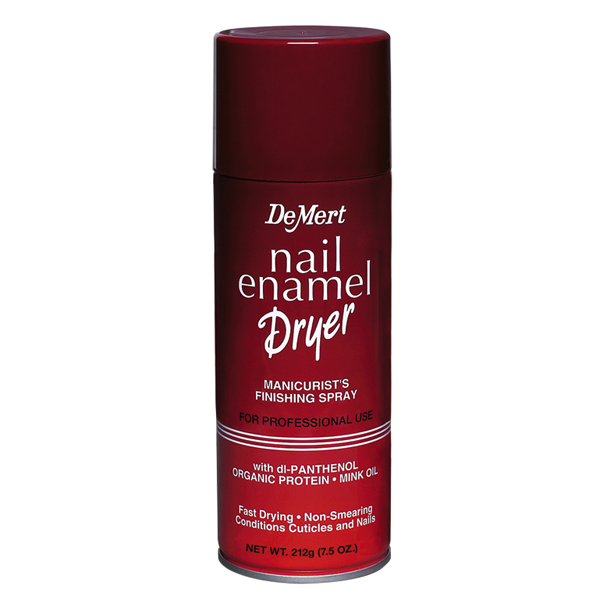 DeMert
nail
enamel
Dryer
MANICURIST'S
FINISHING SPRAY
FOR PROFESSIONAL USE
with dl-PANTHENOL
ORGANIC PROTEIN • MINK OIL
Fast Drying • Non-Smearing
Conditions Cuticles and Nails
NET WT. 212g (7.5 OZ.)